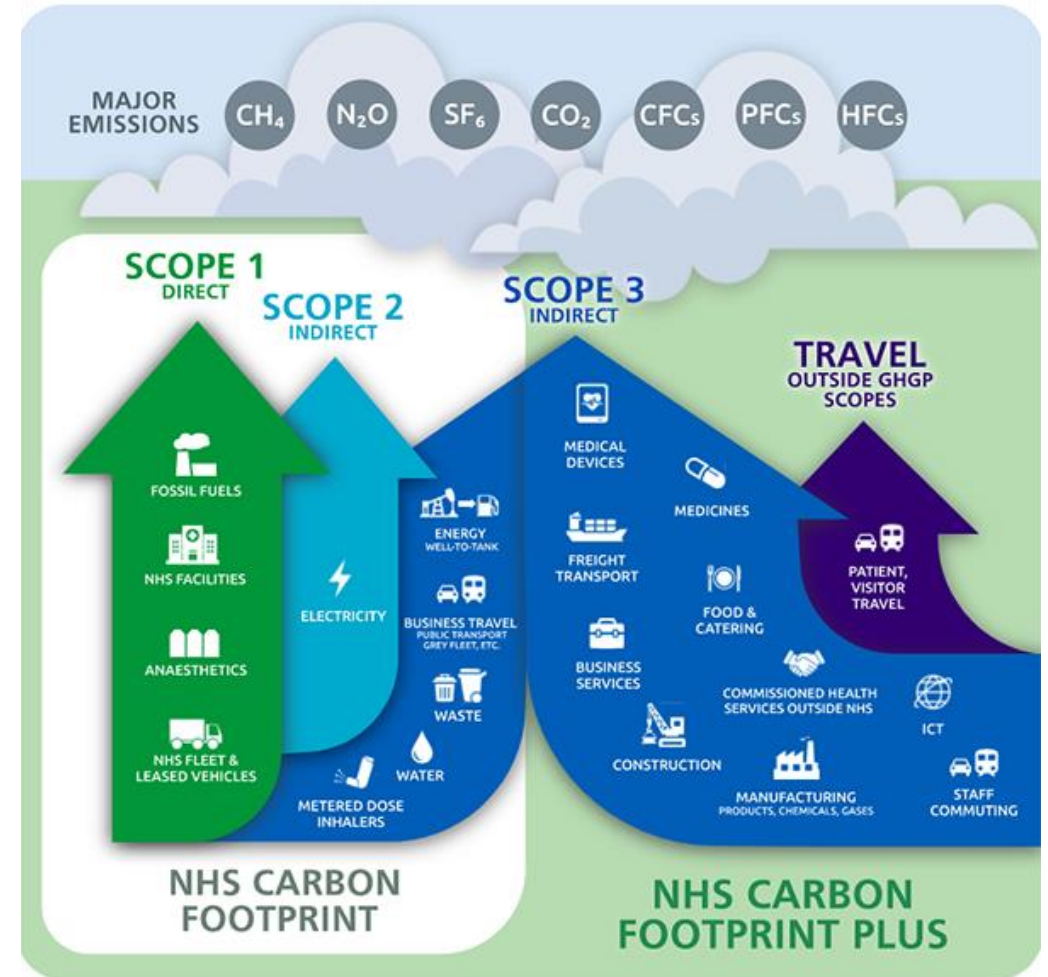 MAJOR
EMISSIONS
CH₄
N₂O
SF₆
CO₂
CFCs
PFCs
HFCs
SCOPE 1
DIRECT
SCOPE 2
INDIRECT
SCOPE 3
INDIRECT
TRAVEL
OUTSIDE GHGP
SCOPES
FOSSIL FUELS
NHS FACILITIES
ANAESTHETICS
NHS FLEET &
LEASED VEHICLES
ELECTRICITY
ENERGY
WELL-TO-TANK
BUSINESS TRAVEL
PUBLIC TRANSPORT
GREY FLEET, ETC.
WASTE
WATER
METERED DOSE
INHALERS
MEDICAL
DEVICES
MEDICINES
FREIGHT
TRANSPORT
FOOD &
CATERING
BUSINESS
SERVICES
COMMISSIONED HEALTH
SERVICES OUTSIDE NHS
ICT
CONSTRUCTION
MANUFACTURING
PRODUCTS, CHEMICALS, GASES
STAFF
COMMUTING
PATIENT,
VISITOR
TRAVEL
NHS CARBON
FOOTPRINT
NHS CARBON
FOOTPRINT PLUS